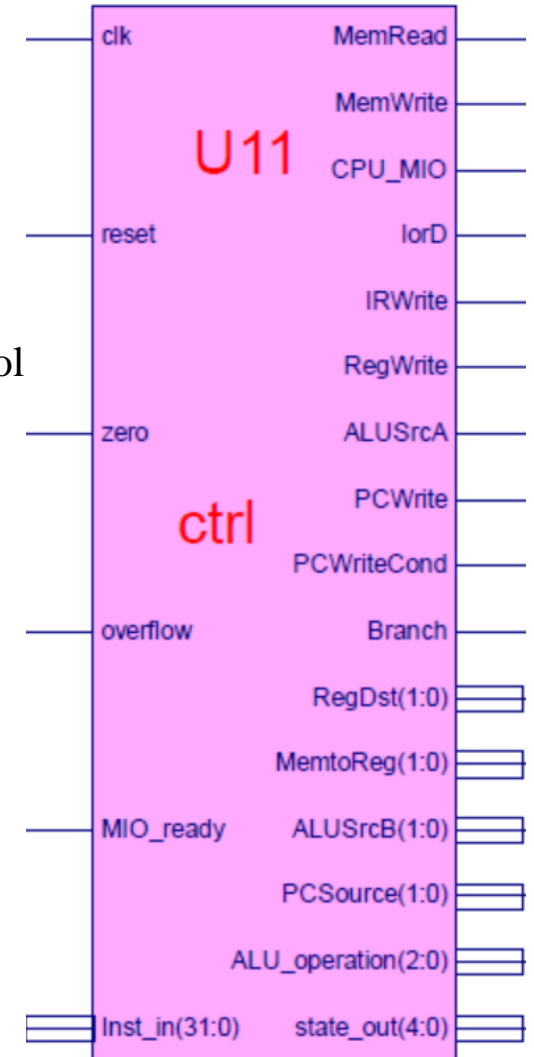 clk MemRead
MemWrite
U11 CPU_MIO
reset IorD
IRWrite
ol RegWrite
zero ALUSrcA
ctrl PCWrite
PCWriteCond
overflow Branch
RegDst(1:0)
MemtoReg(1:0)
MIO_ready ALUSrcB(1:0)
PCSource(1:0)
ALU_operation(2:0)
Inst_in(31:0) state_out(4:0)